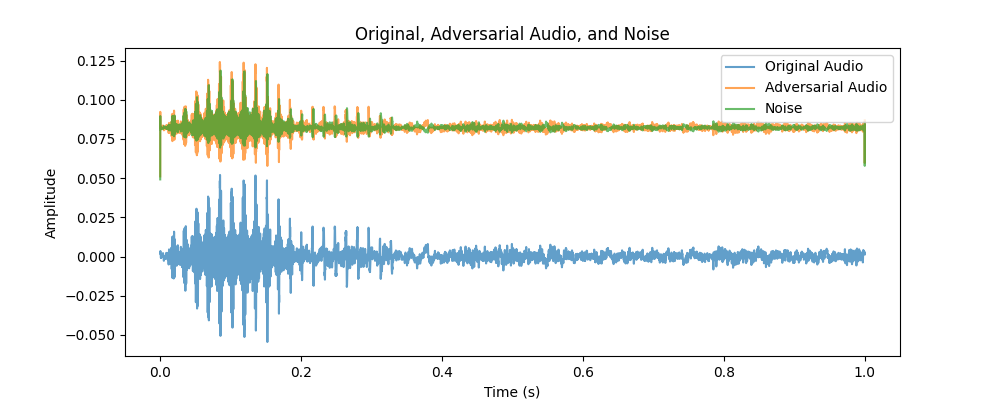 Original, Adversarial Audio, and Noise
Original Audio
Adversarial Audio
Noise
Amplitude
0.125
0.100
0.075
0.050
0.025
0.000
−0.025
−0.050
0.0 0.2 0.4 0.6 0.8 1.0
Time (s)